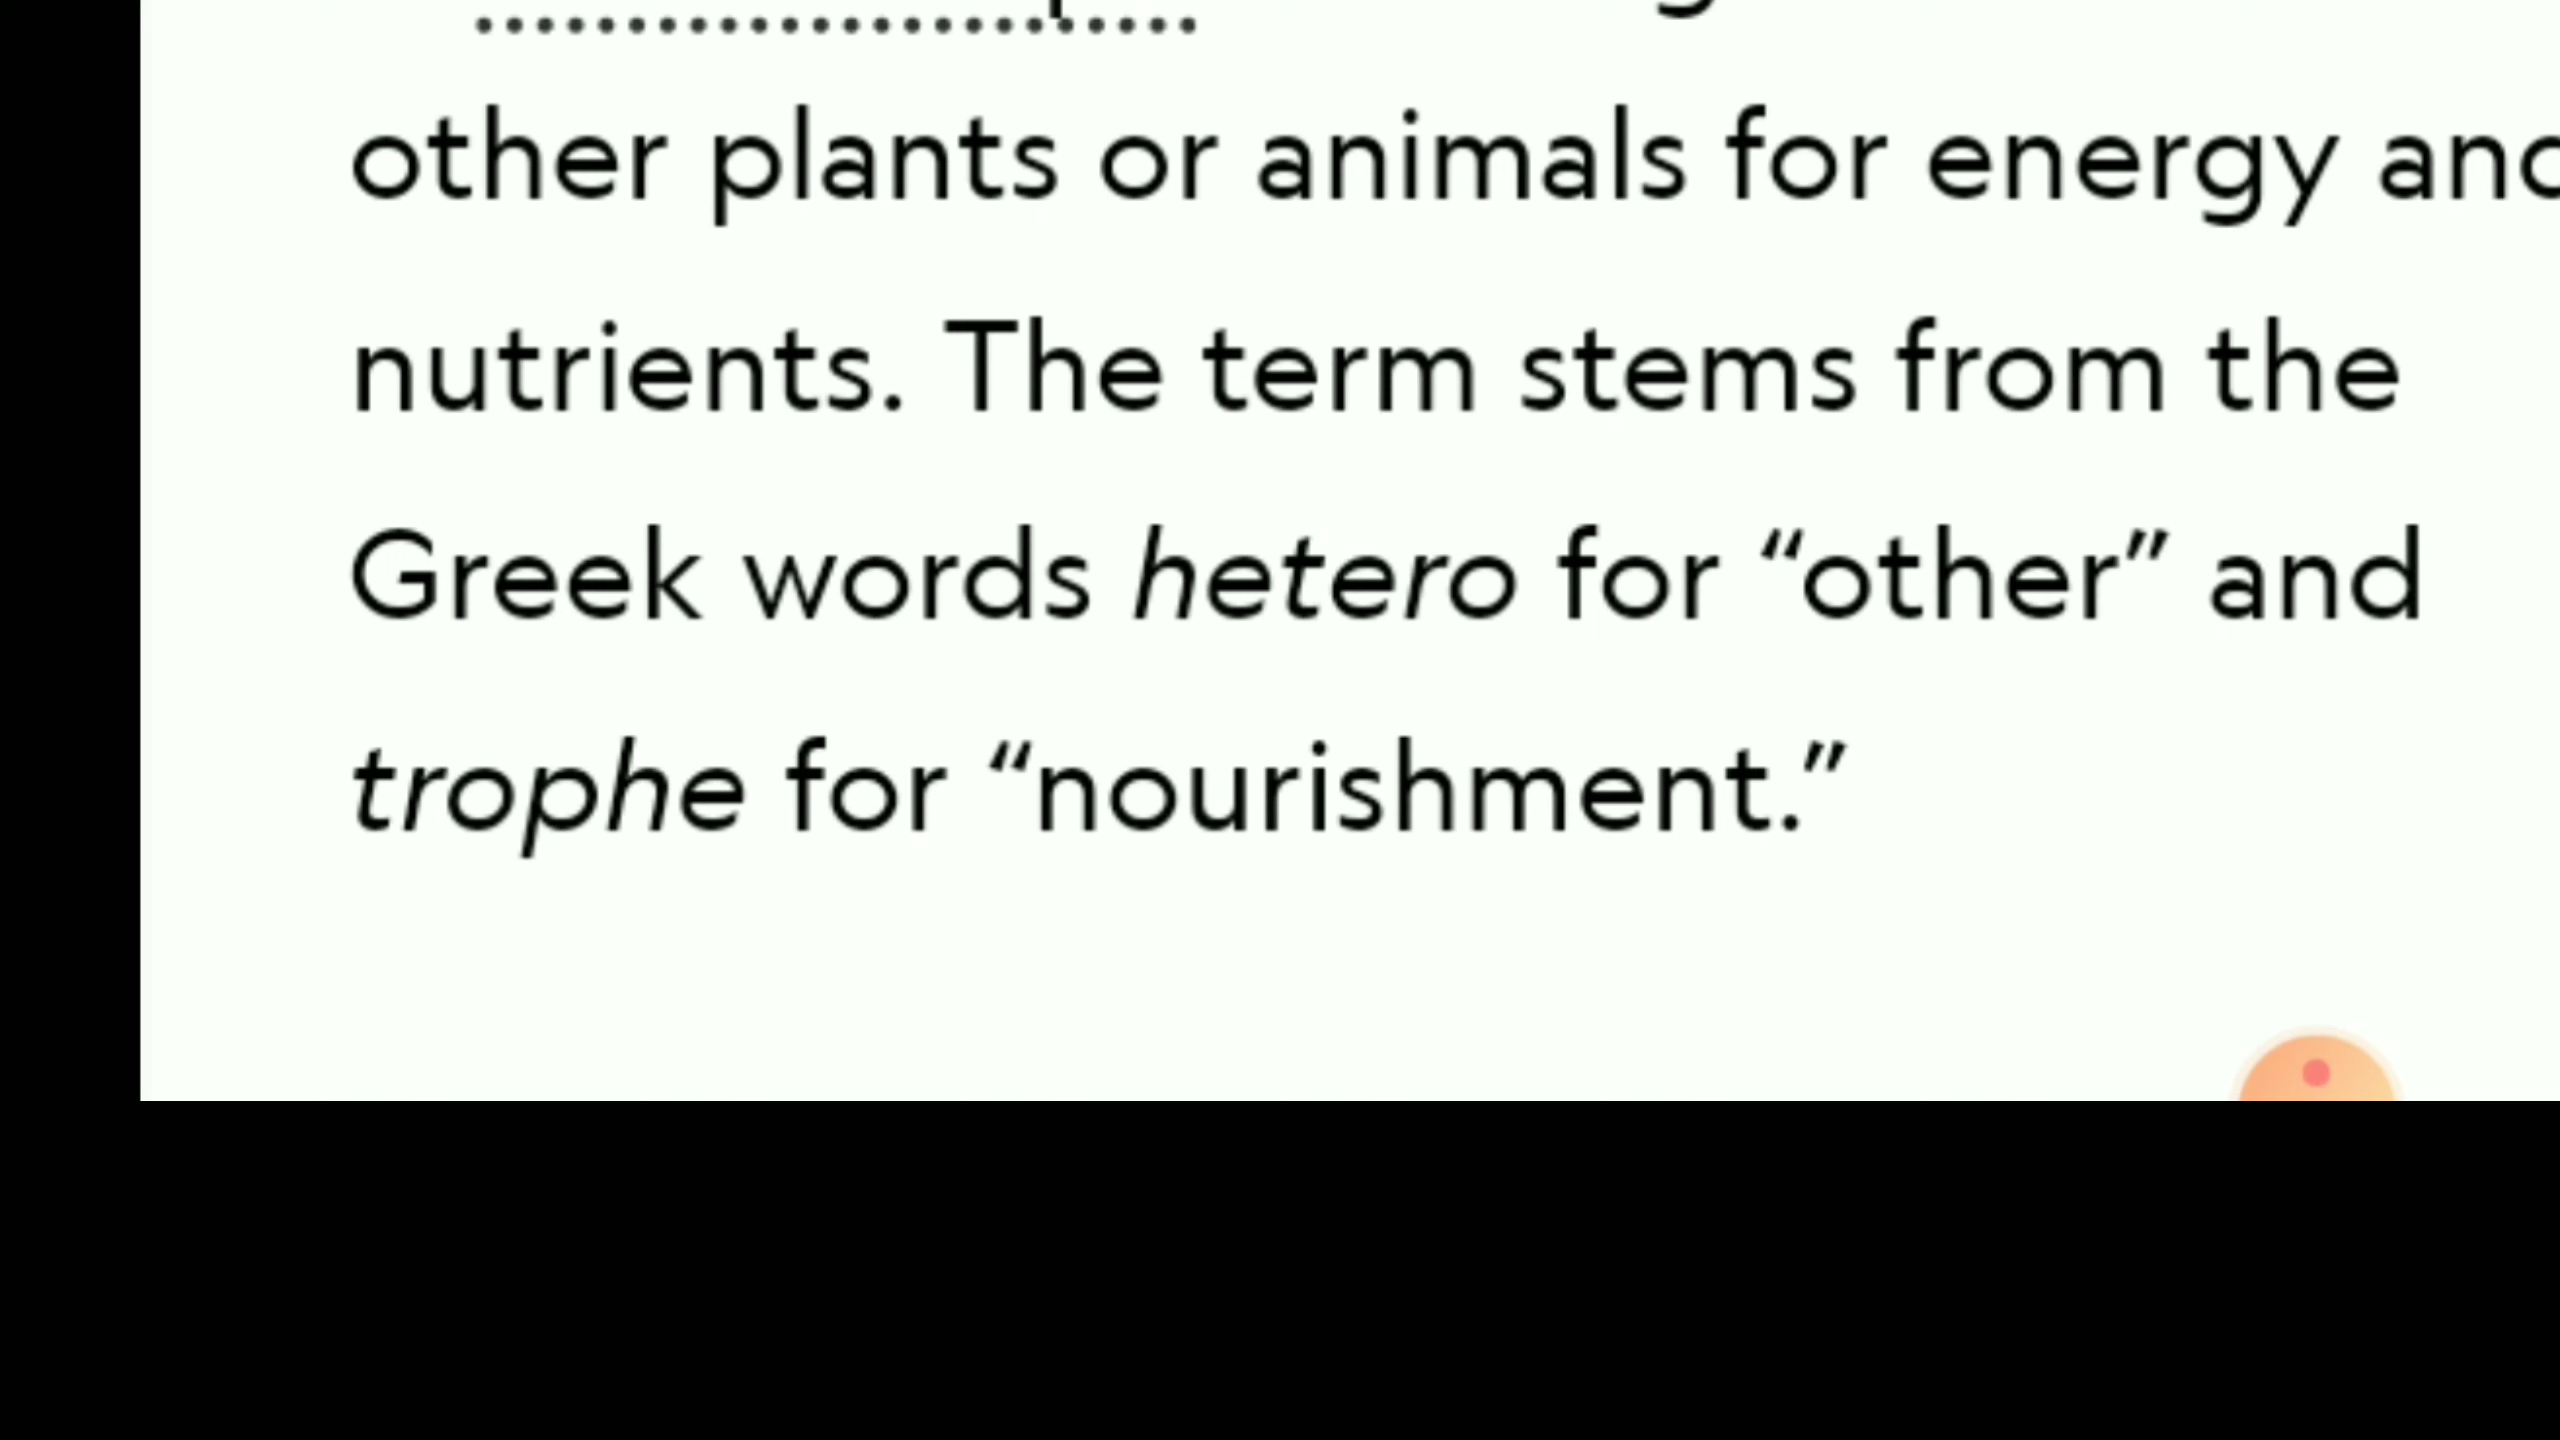 other plants or animals for energy and
nutrients. The term stems from the
Greek words hetero for “other” and
trophe for “nourishment.”